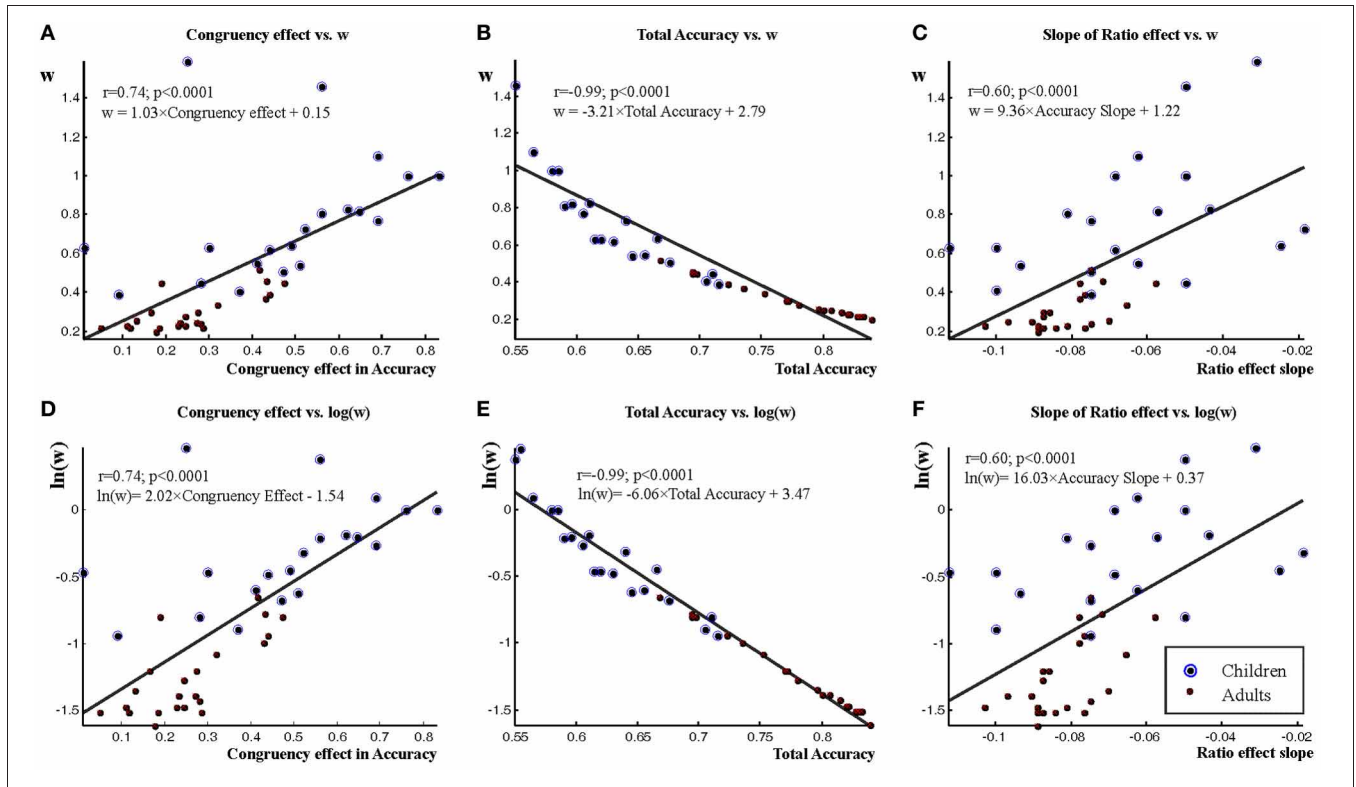 A
Congruency effect vs. w
w
r=0.74; p<0.0001
w = 1.03×Congruency effect + 0.15
1.4
1.2
1
0.8
0.6
0.4
0.2
0.1 0.2 0.3 0.4 0.5 0.6 0.7 0.8
Congruency effect in Accuracy
B
Total Accuracy vs. w
w
r=-0.99; p<0.0001
w = -3.21×Total Accuracy + 2.79
1.4
1.2
1
0.8
0.6
0.4
0.2
0.55 0.6 0.65 0.7 0.75 0.8
Total Accuracy
C
Slope of Ratio effect vs. w
w
r=0.60; p<0.0001
w = 9.36×Accuracy Slope + 1.22
1.4
1.2
1
0.8
0.6
0.4
0.2
-0.1 -0.08 -0.06 -0.04 -0.02
Ratio effect slope
D
Congruency effect vs. log(w)
ln(w)
r=0.74; p<0.0001
ln(w)= 2.02×Congruency Effect - 1.54
0
-0.5
-1
-1.5
0.1 0.2 0.3 0.4 0.5 0.6 0.7 0.8
Congruency effect in Accuracy
E
Total Accuracy vs. log(w)
ln(w)
r=-0.99; p<0.0001
ln(w)= -6.06×Total Accuracy + 3.47
0
-0.5
-1
-1.5
0.55 0.6 0.65 0.7 0.75 0.8
Total Accuracy
F
Slope of Ratio effect vs. log(w)
ln(w)
r=0.60; p<0.0001
ln(w)= 16.03×Accuracy Slope + 0.37
0
-0.5
-1
-1.5
-0.1 -0.08 -0.06 -0.04 -0.02
Ratio effect slope
Children
Adults